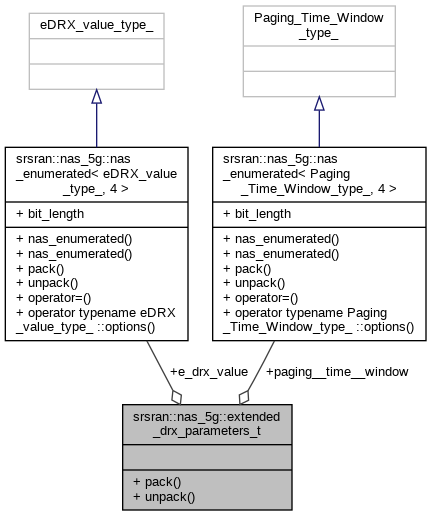 eDRX_value_type_
Paging_Time_Window
_type_
srsran::nas_5g::nas
_enumerated< eDRX_value
_type_, 4 >
+ bit_length
+ nas_enumerated()
+ nas_enumerated()
+ pack()
+ unpack()
+ operator=()
+ operator typename eDRX
_value_type_ ::options()
srsran::nas_5g::nas
_enumerated< Paging
_Time_Window_type_, 4 >
+ bit_length
+ nas_enumerated()
+ nas_enumerated()
+ pack()
+ unpack()
+ operator=()
+ operator typename Paging
_Time_Window_type_ ::options()
+e_drx_value
+paging__time__window
srsran::nas_5g::extended
_drx_parameters_t
+ pack()
+ unpack()